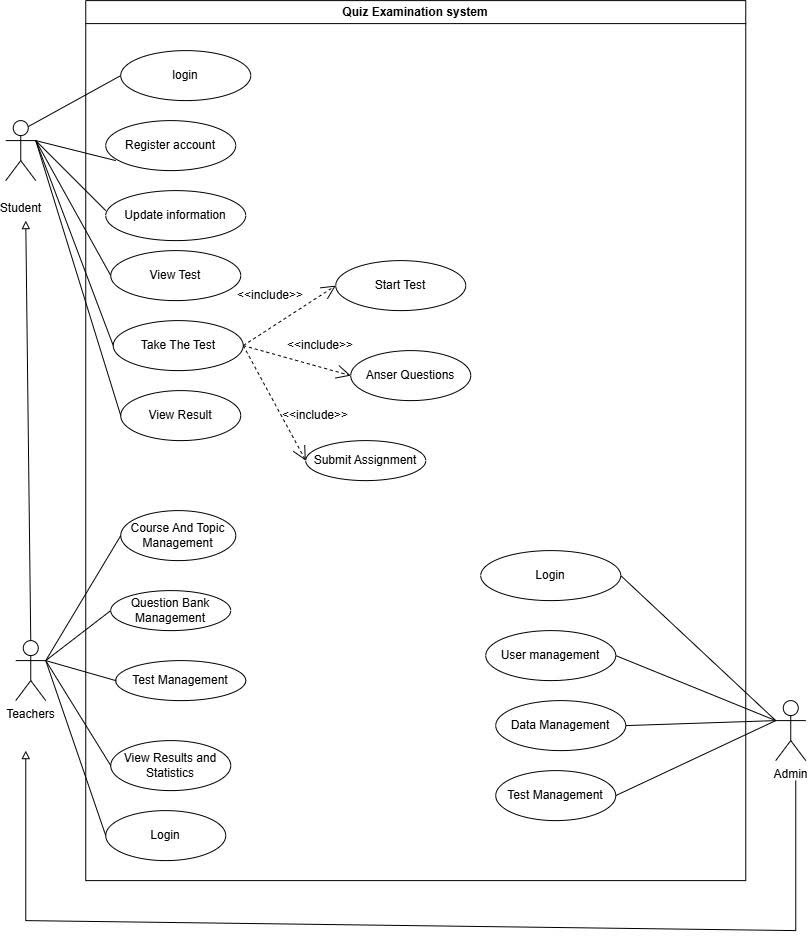 Quiz Examination system
login
Register account
Student
Update information
View Test
<<include>>
Start Test
Take The Test
<<include>>
Anser Questions
View Result
<<include>>
Submit Assignment
Course And Topic
Management
Question Bank
Management
Test Management
Teachers
View Results and
Statistics
Login
Login
User management
Data Management
Admin
Test Management